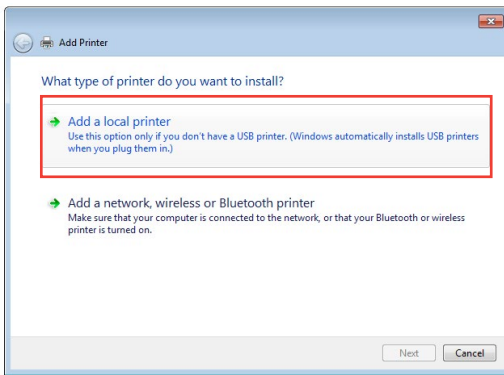 Add Printer
What type of printer do you want to install?
Add a local printer
Use this option only if you don't have a USB printer. (Windows automatically installs USB printers
when you plug them in.)
Add a network, wireless or Bluetooth printer
Make sure that your computer is connected to the network, or that your Bluetooth or wireless
printer is turned on.
Next Cancel